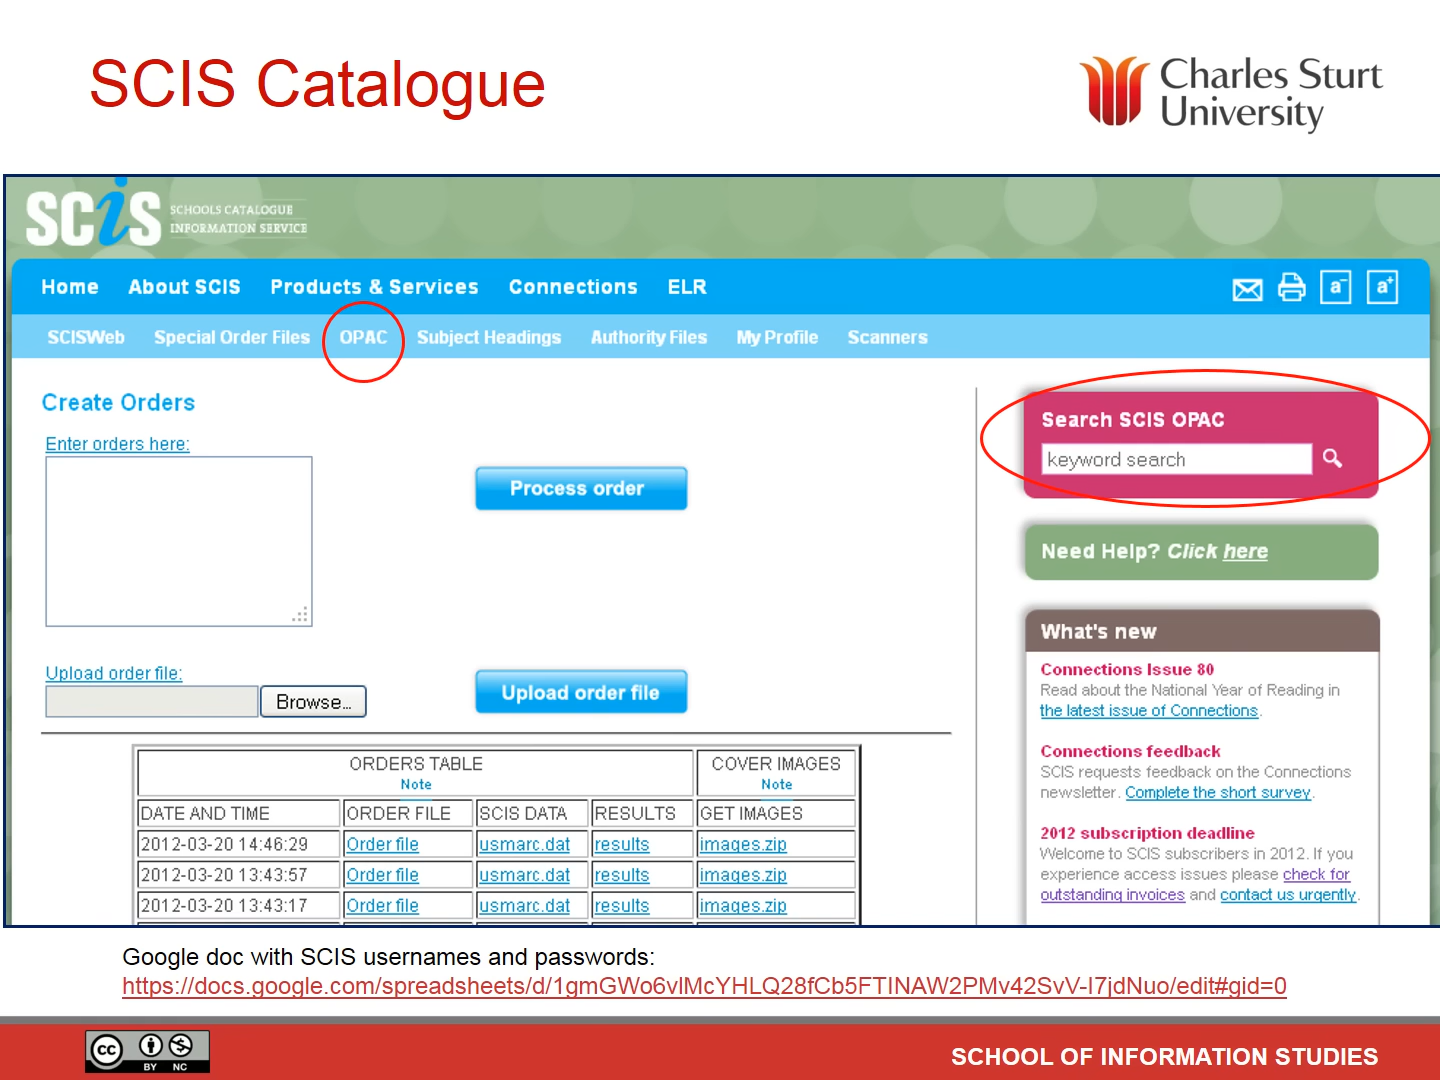 SCIS Catalogue
Charles Sturt
University
SCiS
SCHOOLS CATALOGUE
INFORMATION SERVICE
Home About SCIS Products & Services Connections ELR
a- a+
SCISWeb Special Order Files OPAC Subject Headings Authority Files My Profile Scanners
Create Orders
Enter orders here:
Process order
Upload order file:
Browse...
Upload order file
ORDERS TABLE COVER IMAGES
Note Note
DATE AND TIME ORDER FILE SCIS DATA RESULTS GET IMAGES
2012-03-20 14:46:29 Order file usmarc.dat results images.zip
2012-03-20 13:43:57 Order file usmarc.dat results images.zip
2012-03-20 13:43:17 Order file usmarc.dat results images.zip
Search SCIS OPAC
keyword search
Need Help? Click here
What's new
Connections Issue 80
Read about the National Year of Reading in
the latest issue of Connections.
Connections feedback
SCIS requests feedback on the Connections
newsletter. Complete the short survey.
2012 subscription deadline
Welcome to SCIS subscribers in 2012. If you
experience access issues please check for
outstanding invoices and contact us urgently.
Google doc with SCIS usernames and passwords:
https://docs.google.com/spreadsheets/d/1gmGWo6vlMcYHLQ28fCb5FTINAW2PMv42SvV-I7jdNuo/edit#gid=0
cc BY NC
SCHOOL OF INFORMATION STUDIES